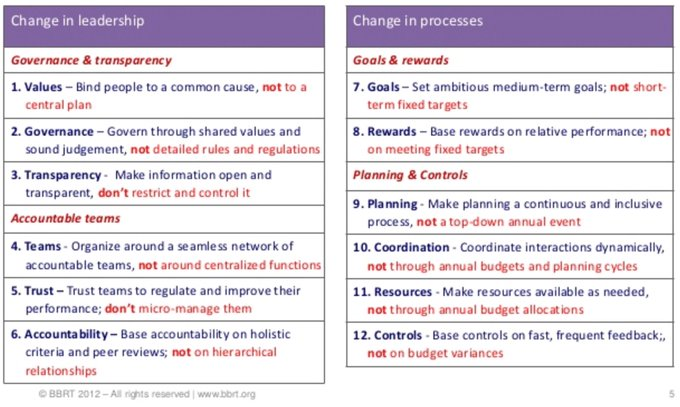 Change in leadership
Governance & transparency
1. Values – Bind people to a common cause, not to a
central plan
2. Governance – Govern through shared values and
sound judgement, not detailed rules and regulations
3. Transparency - Make information open and
transparent, don't restrict and control it
Accountable teams
4. Teams - Organize around a seamless network of
accountable teams, not around centralized functions
5. Trust – Trust teams to regulate and improve their
performance; don't micro-manage them
6. Accountability – Base accountability on holistic
criteria and peer reviews; not on hierarchical
relationships
Change in processes
Goals & rewards
7. Goals – Set ambitious medium-term goals; not short-
term fixed targets
8. Rewards – Base rewards on relative performance; not
on meeting fixed targets
Planning & Controls
9. Planning - Make planning a continuous and inclusive
process, not a top-down annual event
10. Coordination - Coordinate interactions dynamically,
not through annual budgets and planning cycles
11. Resources - Make resources available as needed,
not through annual budget allocations
12. Controls - Base controls on fast, frequent feedback;,
not on budget variances
© BBRT 2012 – All rights reserved | www.bbrt.org
5